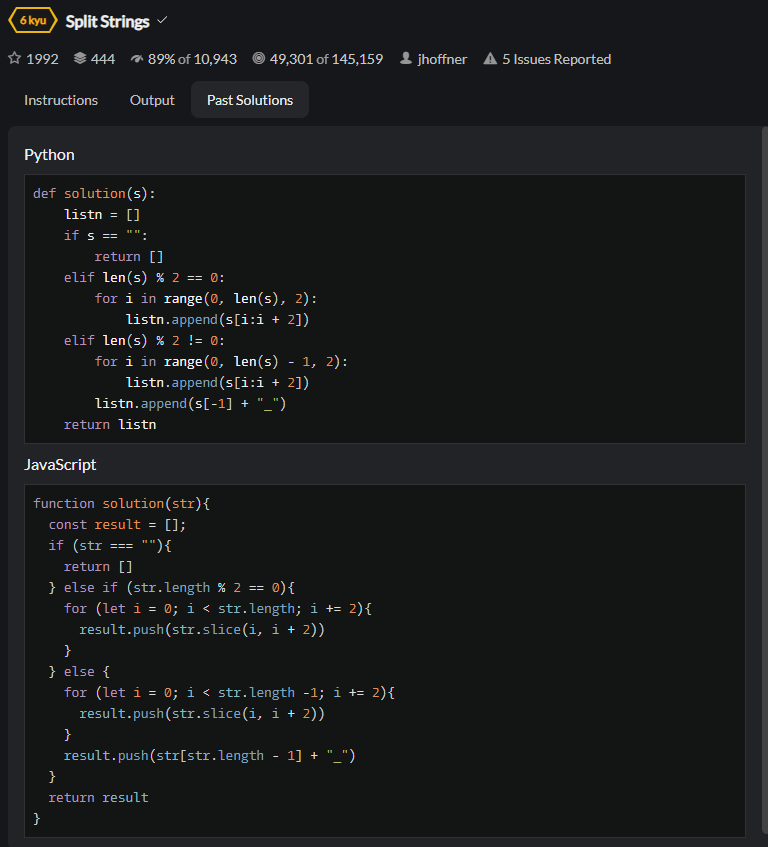 6 kyu Split Strings
1992 444 89% of 10,943 49,301 of 145,159 jhoffner 5 Issues Reported
Instructions Output Past Solutions
Python
def solution(s):
    listn = []
    if s == "":
        return []
    elif len(s) % 2 == 0:
        for i in range(0, len(s), 2):
            listn.append(s[i:i + 2])
    elif len(s) % 2 != 0:
        for i in range(0, len(s) - 1, 2):
            listn.append(s[i:i + 2])
        listn.append(s[-1] + "_")
    return listn
JavaScript
function solution(str){
  const result = [];
  if (str === ""){
    return []
  } else if (str.length % 2 == 0){
    for (let i = 0; i < str.length; i += 2){
      result.push(str.slice(i, i + 2))
    }
  } else {
    for (let i = 0; i < str.length -1; i += 2){
      result.push(str.slice(i, i + 2))
    }
    result.push(str[str.length - 1] + "_")
  }
  return result
}